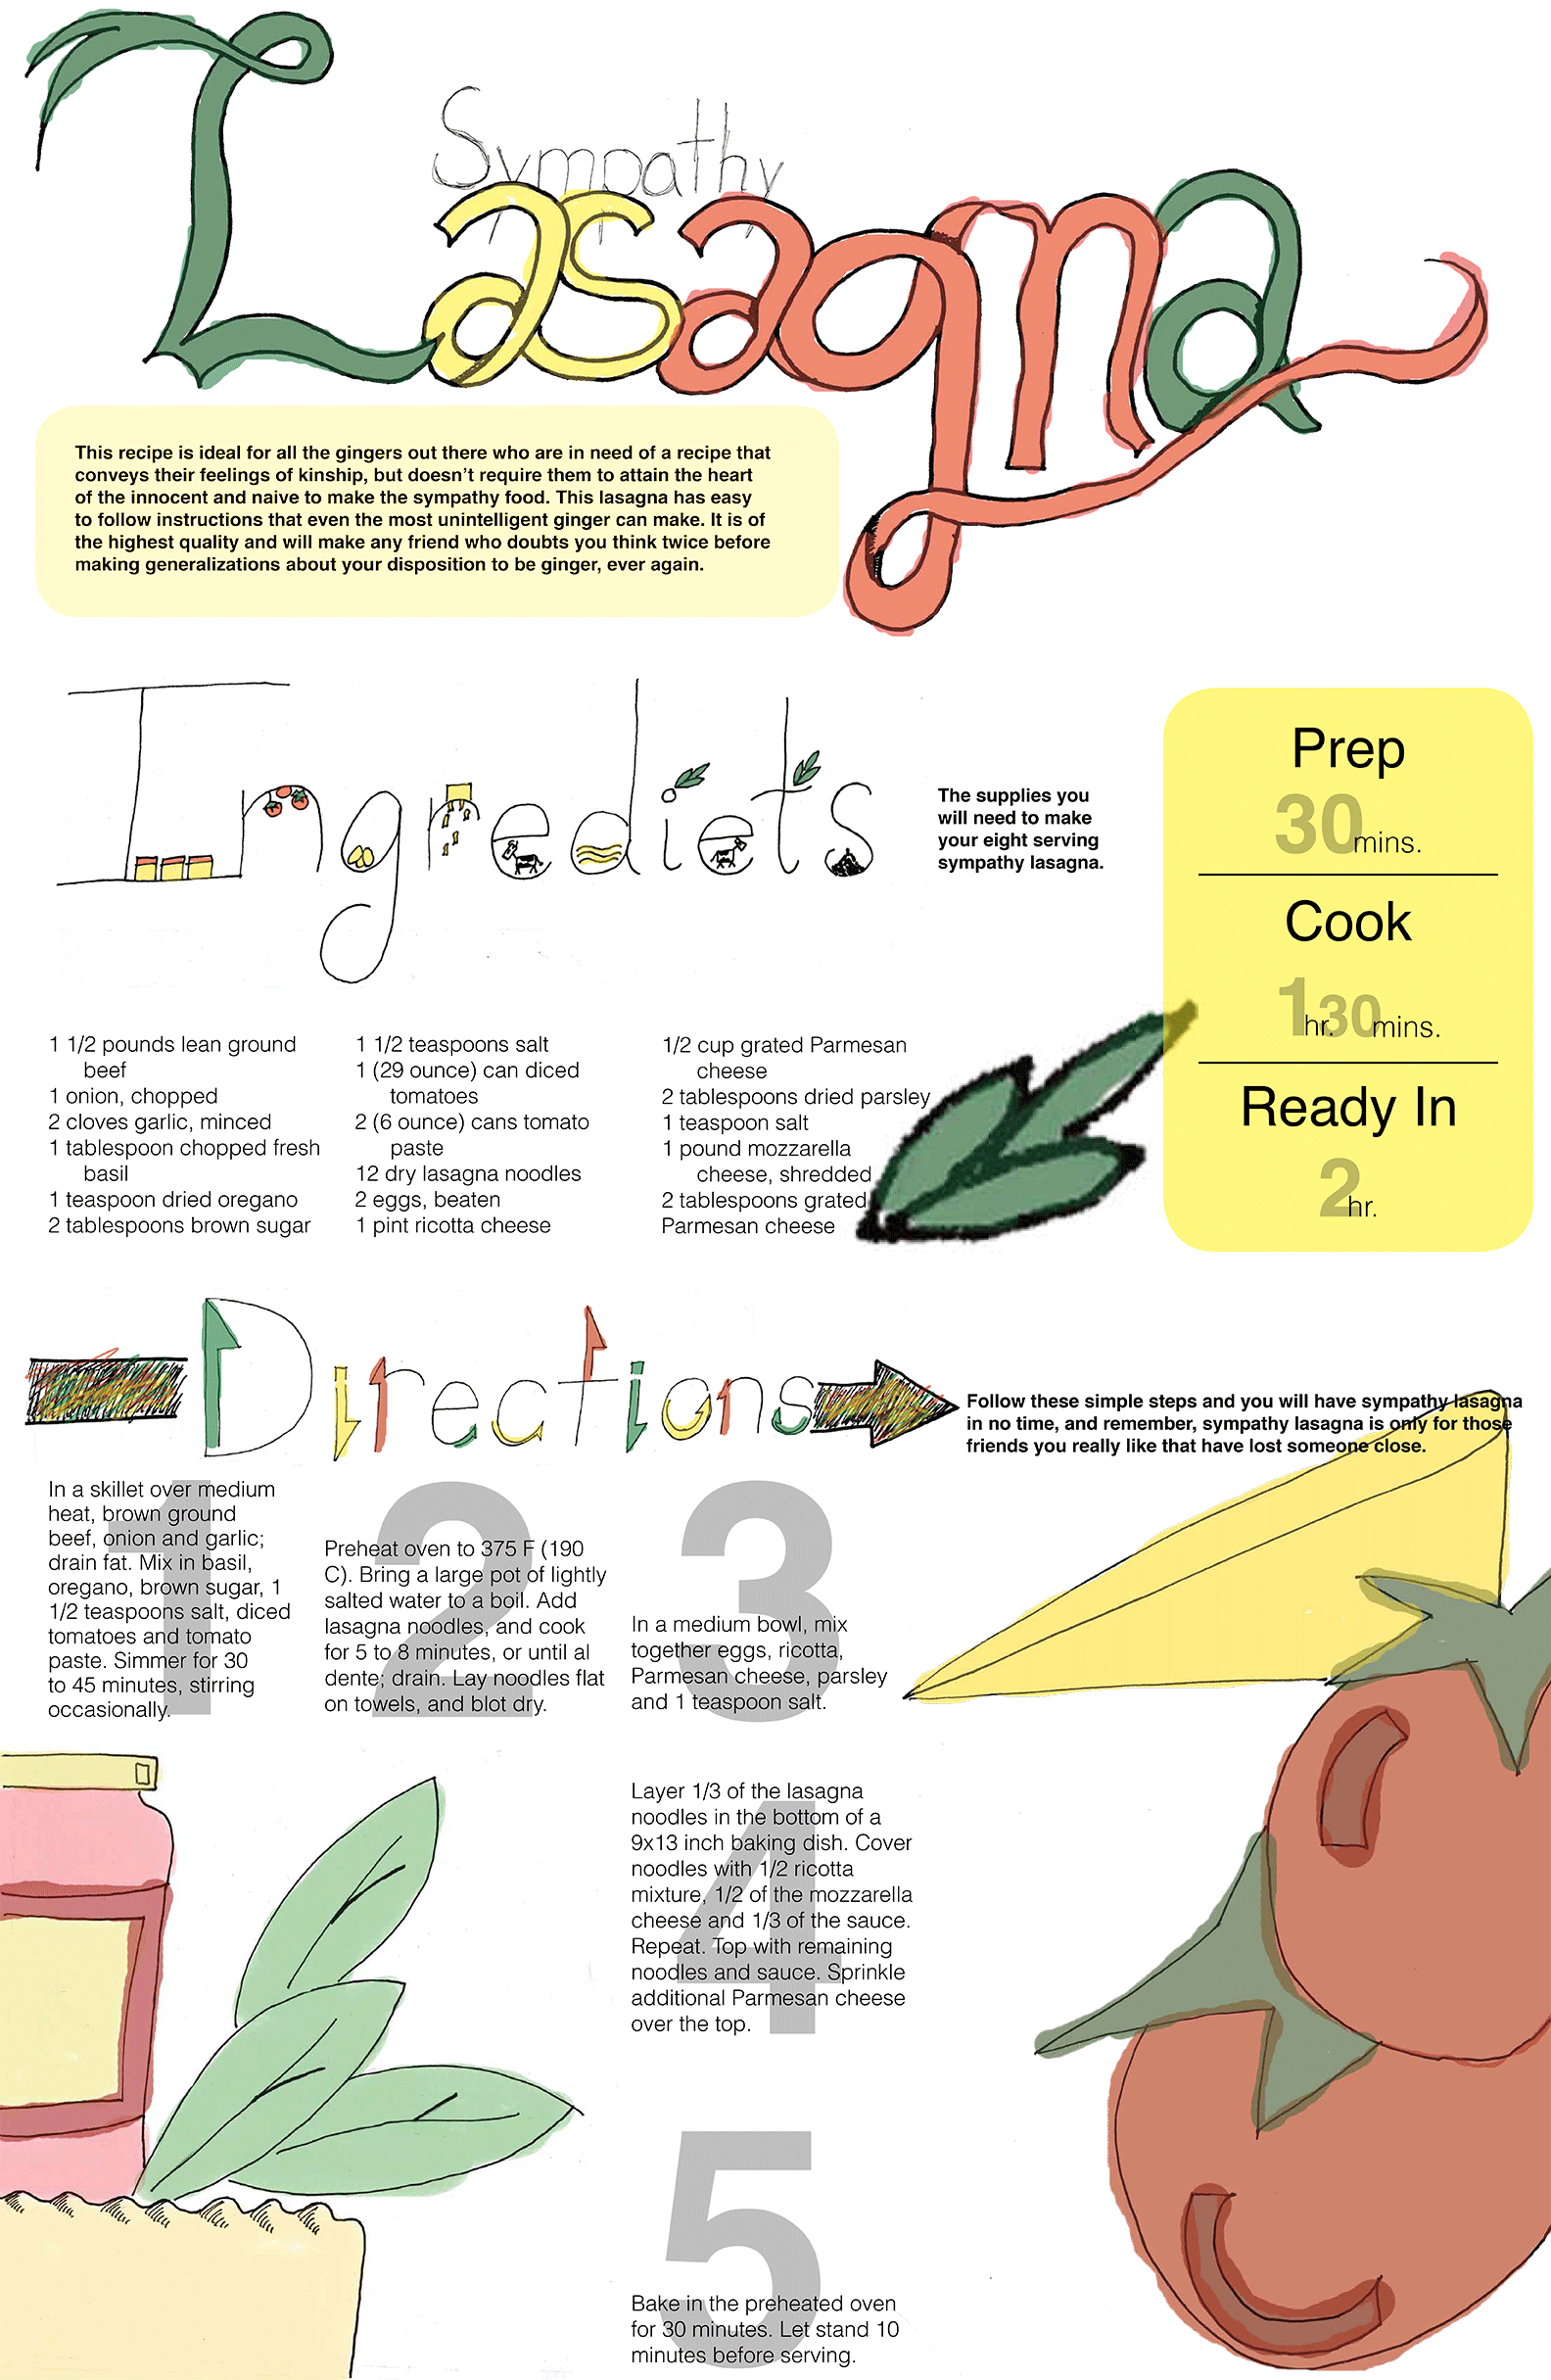 Sympathy
Lasagna
This recipe is ideal for all the gingers out there who are in need of a recipe that
conveys their feelings of kinship, but doesn't require them to attain the heart
of the innocent and naive to make the sympathy food. This lasagna has easy
to follow instructions that even the most unintelligent ginger can make. It is of
the highest quality and will make any friend who doubts you think twice before
making generalizations about your disposition to be ginger, ever again.
Ingrediets
The supplies you
will need to make
your eight serving
sympathy lasagna.
Prep
30 mins.
Cook
1 hr. 30 mins.
Ready In
2 hr.
1 1/2 pounds lean ground
beef
1 onion, chopped
2 cloves garlic, minced
1 tablespoon chopped fresh
basil
1 teaspoon dried oregano
2 tablespoons brown sugar
1 1/2 teaspoons salt
1 (29 ounce) can diced
tomatoes
2 (6 ounce) cans tomato
paste
12 dry lasagna noodles
2 eggs, beaten
1 pint ricotta cheese
1/2 cup grated Parmesan
cheese
2 tablespoons dried parsley
1 teaspoon salt
1 pound mozzarella
cheese, shredded
2 tablespoons grated
Parmesan cheese
Directions
Follow these simple steps and you will have sympathy lasagna
in no time, and remember, sympathy lasagna is only for those
friends you really like that have lost someone close.
1
In a skillet over medium
heat, brown ground
beef, onion and garlic;
drain fat. Mix in basil,
oregano, brown sugar, 1
1/2 teaspoons salt, diced
tomatoes and tomato
paste. Simmer for 30
to 45 minutes, stirring
occasionally.
2
Preheat oven to 375 F (190
C). Bring a large pot of lightly
salted water to a boil. Add
lasagna noodles, and cook
for 5 to 8 minutes, or until al
dente; drain. Lay noodles flat
on towels, and blot dry.
3
In a medium bowl, mix
together eggs, ricotta,
Parmesan cheese, parsley
and 1 teaspoon salt.
4
Layer 1/3 of the lasagna
noodles in the bottom of a
9x13 inch baking dish. Cover
noodles with 1/2 ricotta
mixture, 1/2 of the mozzarella
cheese and 1/3 of the sauce.
Repeat. Top with remaining
noodles and sauce. Sprinkle
additional Parmesan cheese
over the top.
5
Bake in the preheated oven
for 30 minutes. Let stand 10
minutes before serving.